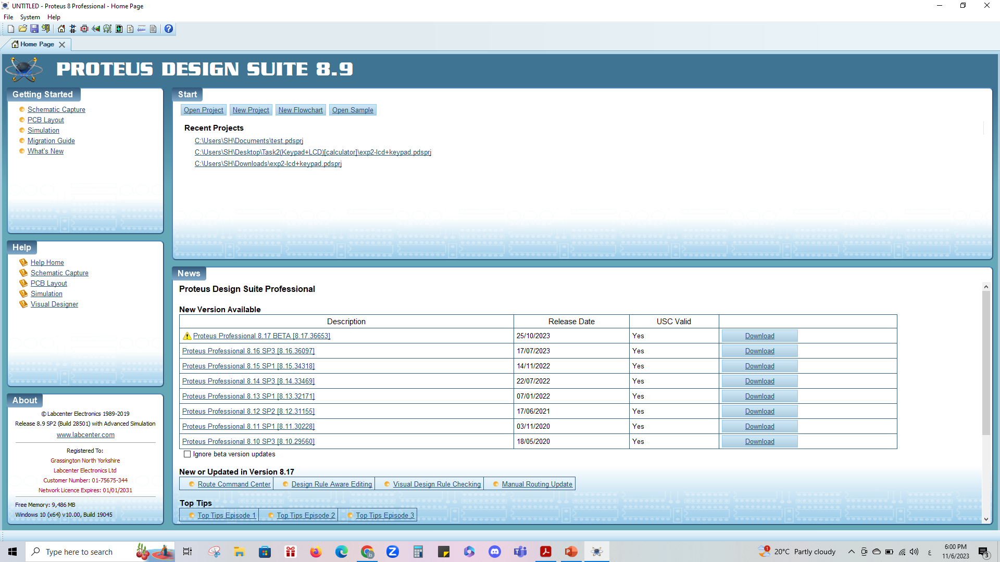 UNTITLED - Proteus 8 Professional - Home Page
File System Help
Home Page
PROTEUS DESIGN SUITE 8.9
Getting Started
Schematic Capture
PCB Layout
Simulation
Migration Guide
What's New
Start
Open Project New Project New Flowchart Open Sample
Recent Projects
C:\Users\SH\Documents\test.pdsprj
C:\Users\SH\Desktop\Task2(Keypad+LCD)[calculator]\exp2-lcd+keypad.pdsprj
C:\Users\SH\Downloads\exp2-lcd+keypad.pdsprj
Help
Help Home
Schematic Capture
PCB Layout
Simulation
Visual Designer
News
Proteus Design Suite Professional
New Version Available
Description Release Date USC Valid
Proteus Professional 8.17 BETA [8.17.36653] 25/10/2023 Yes Download
Proteus Professional 8.16 SP3 [8.16.36097] 17/07/2023 Yes Download
Proteus Professional 8.15 SP1 [8.15.34318] 14/11/2022 Yes Download
Proteus Professional 8.14 SP3 [8.14.33469] 22/07/2022 Yes Download
Proteus Professional 8.13 SP1 [8.13.32171] 07/01/2022 Yes Download
Proteus Professional 8.12 SP2 [8.12.31155] 17/06/2021 Yes Download
Proteus Professional 8.11 SP1 [8.11.30228] 03/11/2020 Yes Download
Proteus Professional 8.10 SP3 [8.10.29560] 18/05/2020 Yes Download
Ignore beta version updates
New or Updated in Version 8.17
Route Command Center Design Rule Aware Editing Visual Design Rule Checking Manual Routing Update
Top Tips
Top Tips Episode 1 Top Tips Episode 2 Top Tips Episode 3
About
© Labcenter Electronics 1989-2019
Release 8.9 SP2 (Build 28501) with Advanced Simulation
www.labcenter.com
Registered To:
Grassington North Yorkshire
Labcenter Electronics Ltd
Customer Number: 01-75675-344
Network Licence Expires: 01/01/2031
Free Memory: 9,486 MB
Windows 10 (x64) v10.00, Build 19045
Type here to search
1
20°C Partly cloudy
ع
6:00 PM
11/6/2023
3